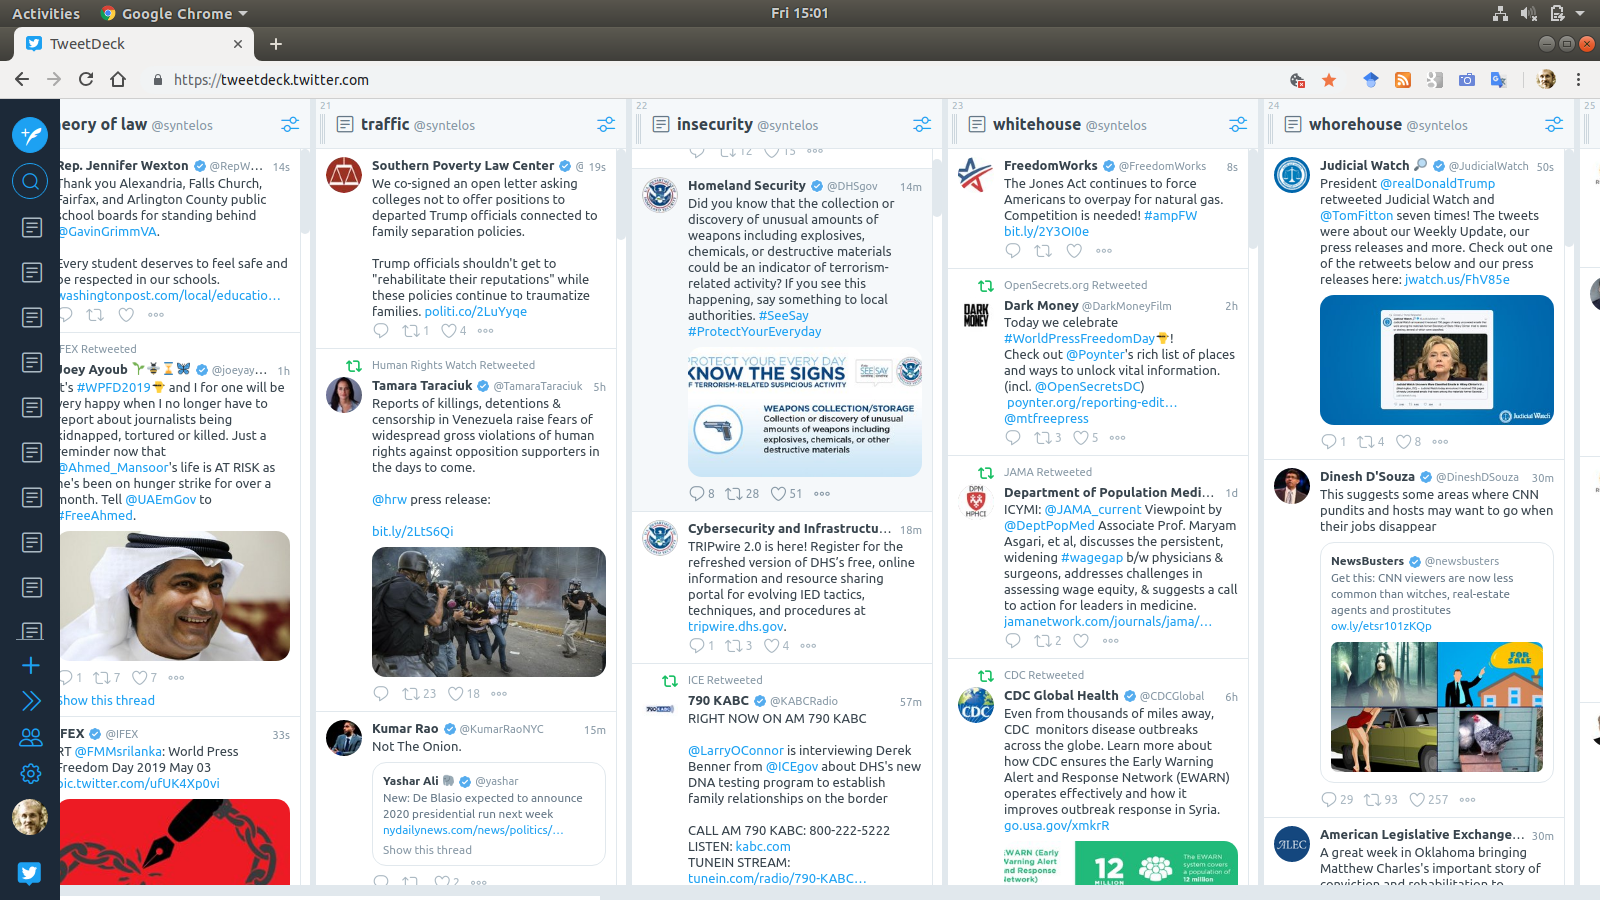 Activities
Google Chrome
Fri 15:01
TweetDeck
https://tweetdeck.twitter.com
eory of law @syntelos
Rep. Jennifer Wexton @RepW... 14s
Thank you Alexandria, Falls Church,
Fairfax, and Arlington County public
school boards for standing behind
@GavinGrimmVA.
Every student deserves to feel safe and
be respected in our schools.
washingtonpost.com/local/educatio...
IFEX Retweeted
Joey Ayoub @joeyay... 1h
It's #WPFD2019 and I for one will be
very happy when I no longer have to
report about journalists being
kidnapped, tortured or killed. Just a
reminder now that
@Ahmed_Mansoor's life is AT RISK as
he's been on hunger strike for over a
month. Tell @UAEmGov to
#FreeAhmed.
1 7 7
Show this thread
IFEX @IFEX 33s
RT @FMMsrilanka: World Press
Freedom Day 2019 May 03
pic.twitter.com/ufUK4Xp0vi
21
traffic @syntelos
Southern Poverty Law Center @ 19s
We co-signed an open letter asking
colleges not to offer positions to
departed Trump officials connected to
family separation policies.
Trump officials shouldn't get to
"rehabilitate their reputations" while
these policies continue to traumatize
families. politi.co/2LuYyqe
1 4
Human Rights Watch Retweeted
Tamara Taraciuk @TamaraTaraciuk 5h
Reports of killings, detentions &
censorship in Venezuela raise fears of
widespread gross violations of human
rights against opposition supporters in
the days to come.
@hrw press release:
bit.ly/2LtS6Qi
23 18
Kumar Rao @KumarRaoNYC 15m
Not The Onion.
Yashar Ali @yashar
New: De Blasio expected to announce
2020 presidential run next week
nydailynews.com/news/politics/...
Show this thread
2
22
insecurity @syntelos
12 15
Homeland Security @DHSgov 14m
Did you know that the collection or
discovery of unusual amounts of
weapons including explosives,
chemicals, or destructive materials
could be an indicator of terrorism-
related activity? If you see this
happening, say something to local
authorities. #SeeSay
#ProtectYourEveryday
PROTECT YOUR EVERY DAY
KNOW THE SIGNS
OF TERRORISM-RELATED SUSPICIOUS ACTIVITY
WEAPONS COLLECTION/STORAGE
Collection or discovery of unusual
amounts of weapons including
explosives, chemicals, or other
destructive materials
8 28 51
Cybersecurity and Infrastructu... 18m
TRIPwire 2.0 is here! Register for the
refreshed version of DHS's free, online
information and resource sharing
portal for evolving IED tactics,
techniques, and procedures at
tripwire.dhs.gov.
1 3 4
ICE Retweeted
790 KABC @KABCRadio 57m
790 KABC
RIGHT NOW ON AM 790 KABC
@LarryOConnor is interviewing Derek
Benner from @ICEgov about DHS's new
DNA testing program to establish
family relationships on the border
CALL AM 790 KABC: 800-222-5222
LISTEN: kabc.com
TUNEIN STREAM:
tunein.com/radio/790-KABC...
23
whitehouse @syntelos
FreedomWorks @FreedomWorks 8s
The Jones Act continues to force
Americans to overpay for natural gas.
Competition is needed! #ampFW
bit.ly/2Y3OI0e
OpenSecrets.org Retweeted
DARK MONEY
Dark Money @DarkMoneyFilm 2h
Today we celebrate
#WorldPressFreedomDay!
Check out @Poynter's rich list of places
and ways to unlock vital information.
(incl. @OpenSecretsDC)
poynter.org/reporting-edit...
@mtfreepress
3 5
JAMA Retweeted
DPM
HPHCI
Department of Population Medi... 1d
ICYMI: @JAMA_current Viewpoint by
@DeptPopMed Associate Prof. Maryam
Asgari, et al, discusses the persistent,
widening #wagegap b/w physicians &
surgeons, addresses challenges in
assessing wage equity, & suggests a call
to action for leaders in medicine.
jamanetwork.com/journals/jama/...
2
CDC Retweeted
CDC
CDC Global Health @CDCGlobal 6h
Even from thousands of miles away,
CDC monitors disease outbreaks
across the globe. Learn more about
how CDC ensures the Early Warning
Alert and Response Network (EWARN)
operates effectively and how it
improves outbreak response in Syria.
go.usa.gov/xmkrR
EWARN (Early
Warning Alert
and Response
Network)
12
MILLION
The EWARN
system covers
a population of
12 million
24
whorehouse @syntelos
Judicial Watch @JudicialWatch 50s
President @realDonaldTrump
retweeted Judicial Watch and
@TomFitton seven times! The tweets
were about our Weekly Update, our
press releases and more. Check out one
of the retweets below and our press
releases here: jwatch.us/FhV85e
Judicial Watch
1 4 8
Dinesh D'Souza @DineshDSouza 30m
This suggests some areas where CNN
pundits and hosts may want to go when
their jobs disappear
NewsBusters @newsbusters
Get this: CNN viewers are now less
common than witches, real-estate
agents and prostitutes
ow.ly/etsr101zKQp
FOR SALE
29 93 257
ALEC
American Legislative Exchange... 30m
A great week in Oklahoma bringing
Matthew Charles's important story of
conviction and rehabilitation to
25